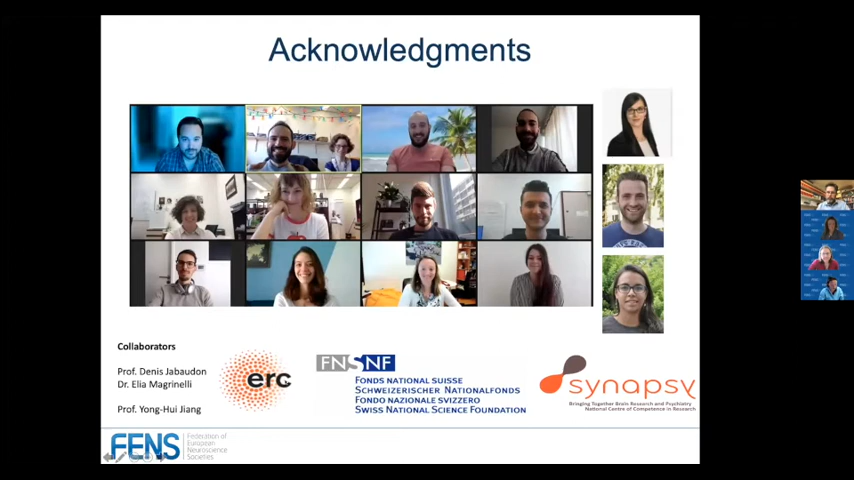 Acknowledgments
Collaborators
Prof. Denis Jabaudon
Dr. Elia Magrinelli
Prof. Yong-Hui Jiang
erc
FNSNF
FONDS NATIONAL SUISSE
SCHWEIZERISCHER NATIONALFONDS
FONDO NAZIONALE SVIZZERO
SWISS NATIONAL SCIENCE FOUNDATION
synapsy
Bringing Together Brain Research and Psychiatry
National Centre of Competence in Research
FENS
Federation of
European
Neuroscience
Societies